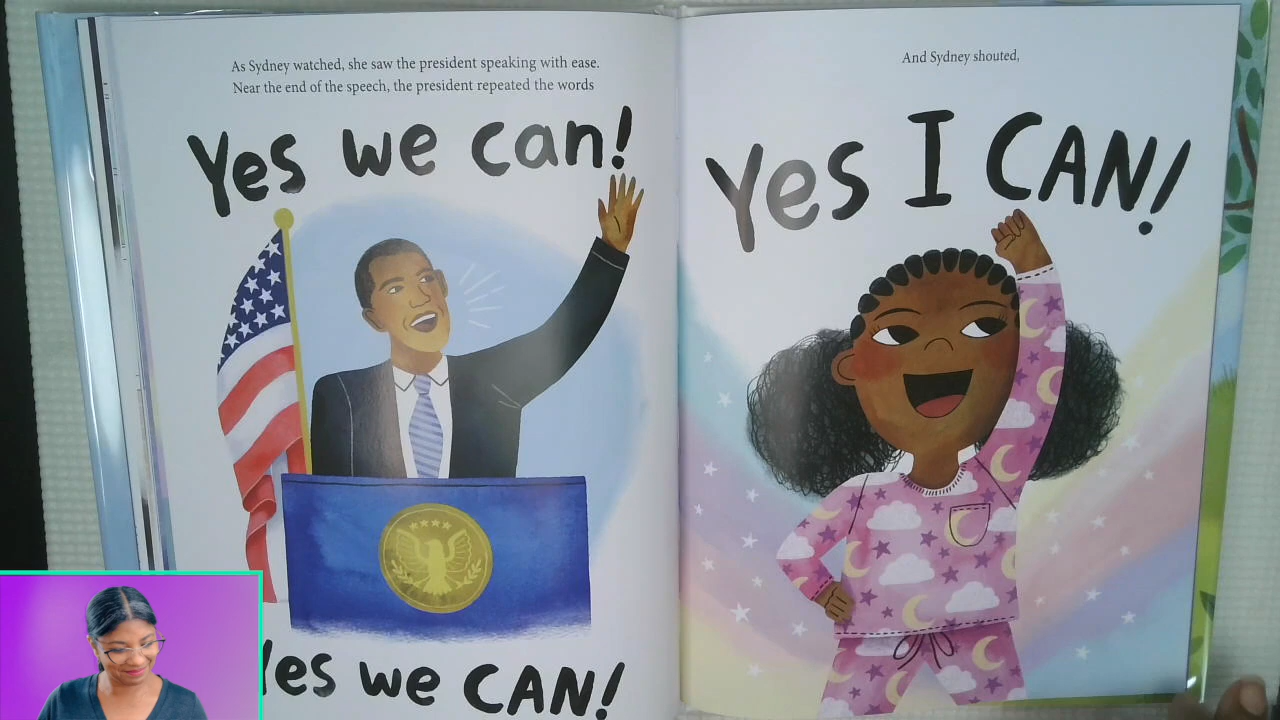 As Sydney watched, she saw the president speaking with ease.
Near the end of the speech, the president repeated the words
Yes we can!
Yes we CAN!
And Sydney shouted,
Yes I CAN!